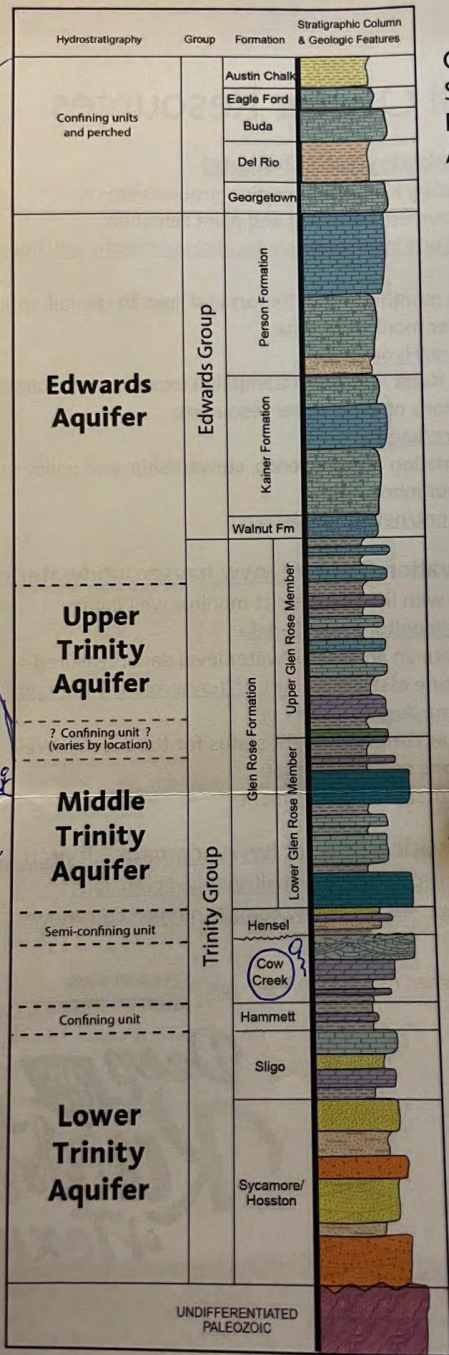 Hydrostratigraphy
Group
Formation
Stratigraphic Column
& Geologic Features
Confining units
and perched
Austin Chalk
Eagle Ford
Buda
Del Rio
Georgetown
Edwards
Aquifer
Edwards Group
Person Formation
Kainer Formation
Walnut Fm
Upper
Trinity
Aquifer
? Confining unit ?
(varies by location)
Middle
Trinity
Aquifer
Semi-confining unit
Confining unit
Lower
Trinity
Aquifer
Trinity Group
Glen Rose Formation
Upper Glen Rose Member
Lower Glen Rose Member
Hensel
Cow
Creek
Hammett
Sligo
Sycamore/
Hosston
UNDIFFERENTIATED
PALEOZOIC